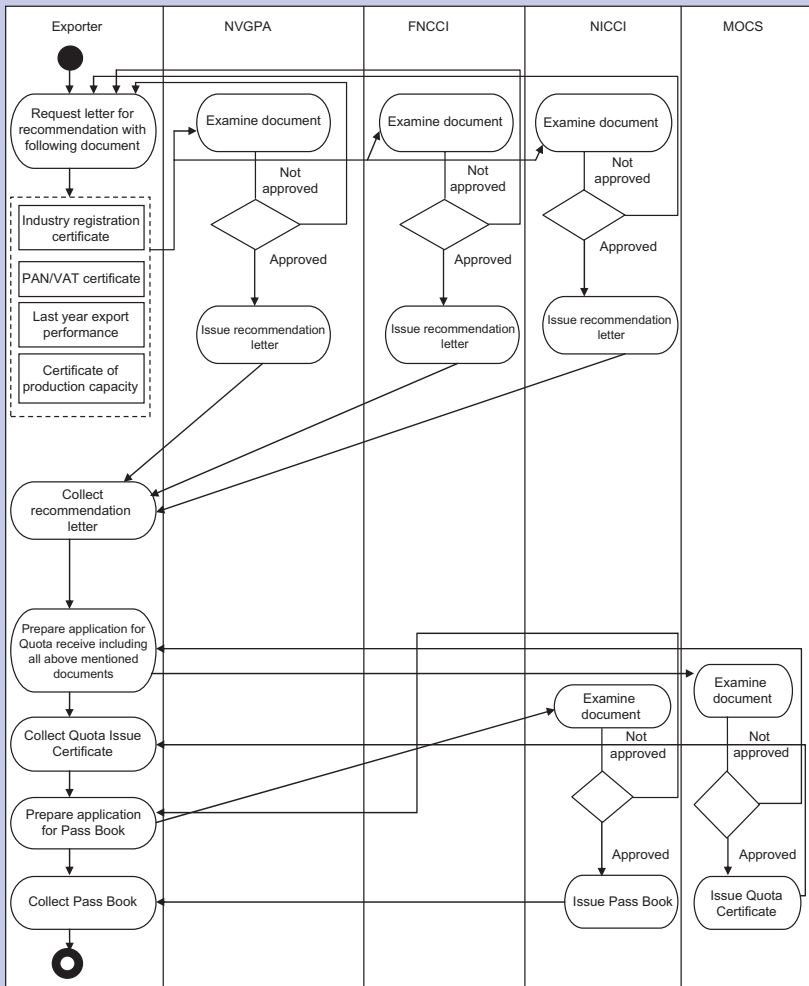 Exporter
NVGPA
FNCCI
NICCI
MOCS
Request letter for
recommendation with
following document
Examine document
Examine document
Examine document
Not
approved
Not
approved
Not
approved
Industry registration
certificate
PAN/VAT certificate
Last year export
performance
Certificate of
production capacity
Approved
Approved
Approved
Issue recommendation
letter
Issue recommendation
letter
Issue recommendation
letter
Collect
recommendation
letter
Prepare application for
Quota receive including
all above mentioned
documents
Examine
document
Examine
document
Not
approved
Not
approved
Collect Quota Issue
Certificate
Prepare application
for Pass Book
Approved
Approved
Collect Pass Book
Issue Pass Book
Issue Quota
Certificate